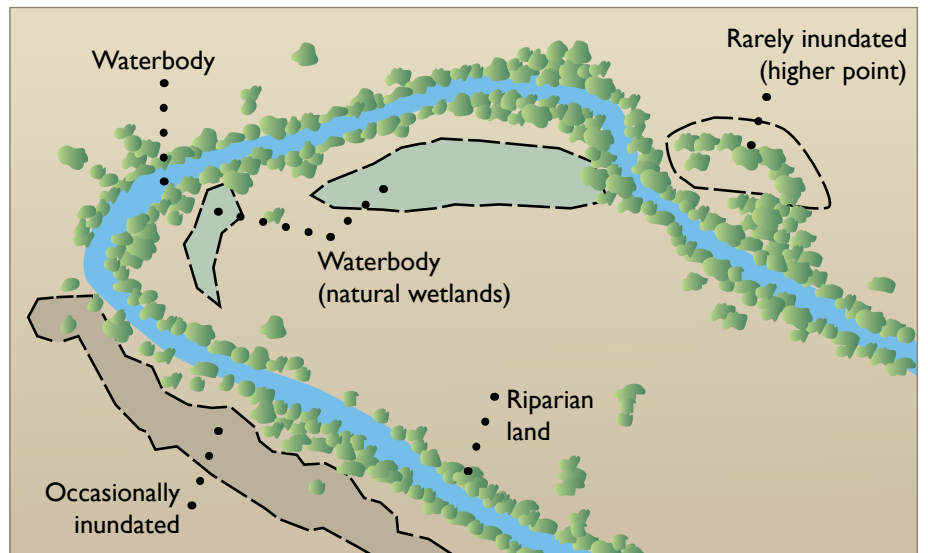 Waterbody
Rarely inundated
(higher point)
Waterbody
(natural wetlands)
Riparian
land
Occasionally
inundated